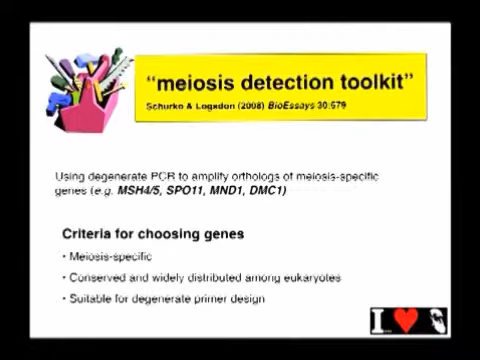 “meiosis detection toolkit”
Schurko & Logsdon (2008) BioEssays 30:579
Using degenerate PCR to amplify orthologs of meiosis-specific
genes (e.g. MSH4/5, SPO11, MND1, DMC1)
Criteria for choosing genes
• Meiosis-specific
• Conserved and widely distributed among eukaryotes
• Suitable for degenerate primer design
I